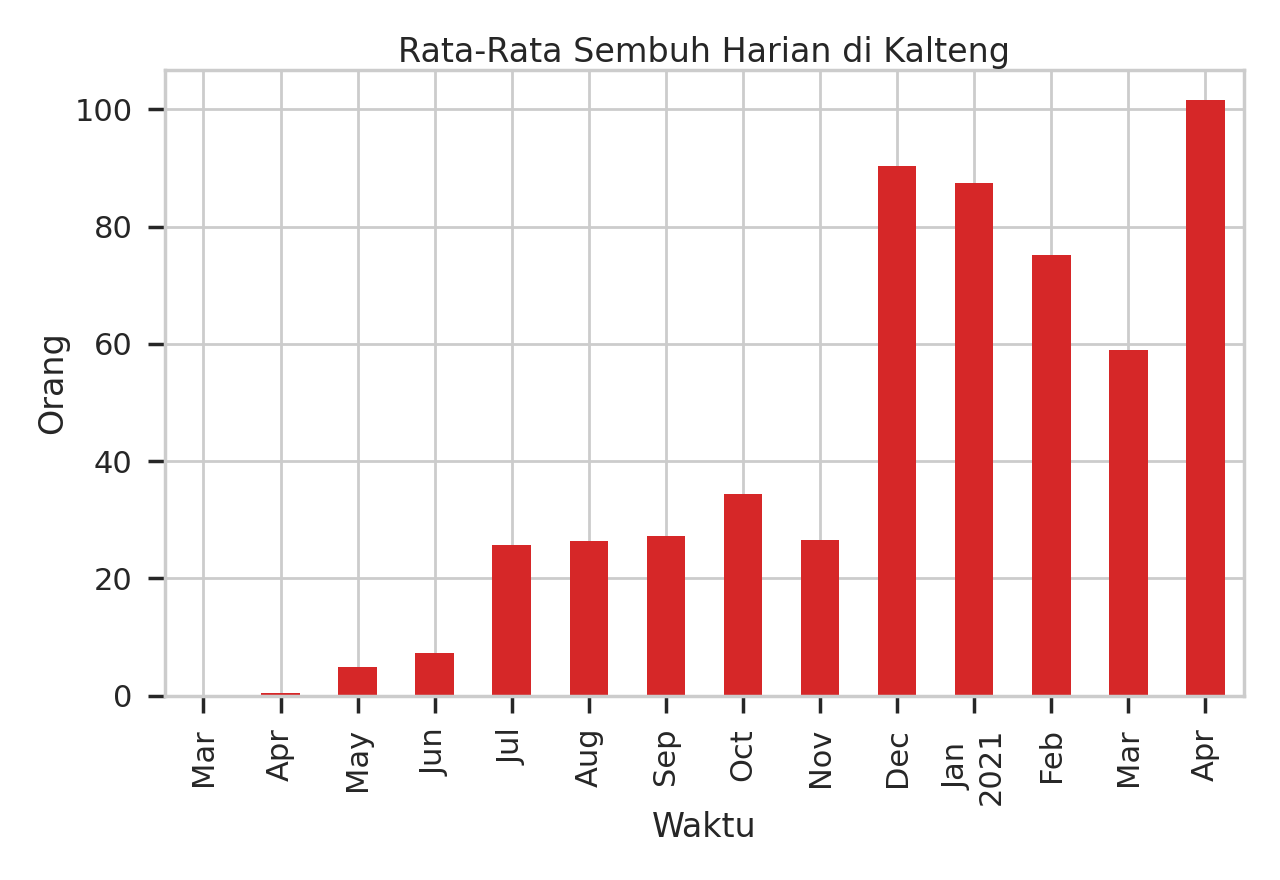 Rata-Rata Sembuh Harian di Kalteng
100
80
60
40
20
0
Orang
Mar
Apr
May
Jun
Jul
Aug
Sep
Oct
Nov
Dec
Jan
2021
Feb
Mar
Apr
Waktu